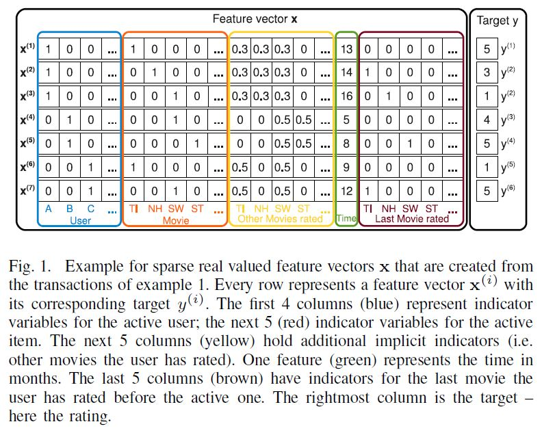 Feature vector x Target y
x(1) 1 0 0 ... 1 0 0 0 ... 0.3 0.3 0.3 0 ... 13 0 0 0 0 ... 5 y(1)
x(2) 1 0 0 ... 0 1 0 0 ... 0.3 0.3 0.3 0 ... 14 1 0 0 0 ... 3 y(2)
x(3) 1 0 0 ... 0 0 1 0 ... 0.3 0.3 0.3 0 ... 16 0 1 0 0 ... 1 y(2)
x(4) 0 1 0 ... 0 0 1 0 ... 0 0 0.5 0.5 ... 5 0 0 0 0 ... 4 y(3)
x(5) 0 1 0 ... 0 0 0 1 ... 0 0 0.5 0.5 ... 8 0 0 1 0 ... 5 y(4)
x(6) 0 0 1 ... 1 0 0 0 ... 0.5 0 0.5 0 ... 9 0 0 0 0 ... 1 y(5)
x(7) 0 0 1 ... 0 0 1 0 ... 0.5 0 0.5 0 ... 12 1 0 0 0 ... 5 y(6)
A B C ... TI NH SW ST ... TI NH SW ST ... Time TI NH SW ST ...
User Movie Other Movies rated Last Movie rated
Fig. 1. Example for sparse real valued feature vectors x that are created from
the transactions of example 1. Every row represents a feature vector x(i) with
its corresponding target y(i). The first 4 columns (blue) represent indicator
variables for the active user; the next 5 (red) indicator variables for the active
item. The next 5 columns (yellow) hold additional implicit indicators (i.e.
other movies the user has rated). One feature (green) represents the time in
months. The last 5 columns (brown) have indicators for the last movie the
user has rated before the active one. The rightmost column is the target –
here the rating.